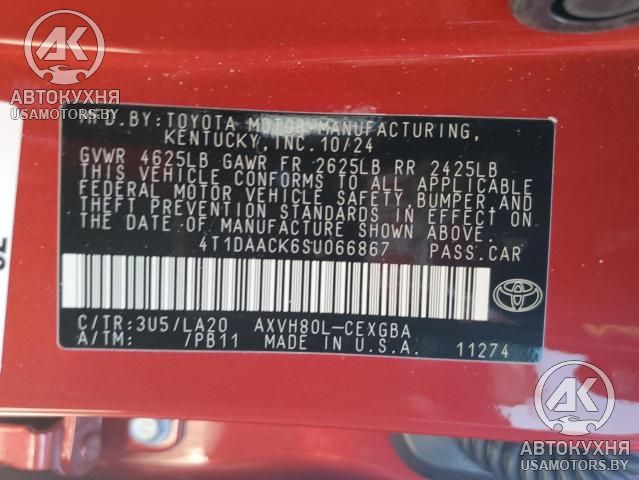 АК
АВТОКУХНЯ
USAMOTORS.BY
MFD.BY:TOYOTA MOTOR MANUFACTURING,
KENTUCKY, INC. 10/24
GVWR 4625LB GAWR FR 2625LB RR 2425LB
THIS VEHICLE CONFORMS TO ALL APPLICABLE
FEDERAL MOTOR VEHICLE SAFETY,BUMPER,AND
THEFT PREVENTION STANDARDS IN EFFECT ON
THE DATE OF MANUFACTURE SHOWN ABOVE.
4T1DAACK6SU066867 PASS.CAR
C/TR:3U5/LA20 AXVH80L-CEXGBA
A/TM: /PB11 MADE IN U.S.A. 11274
TOYOTA
АК
АВТОКУХНЯ
USAMOTORS.BY